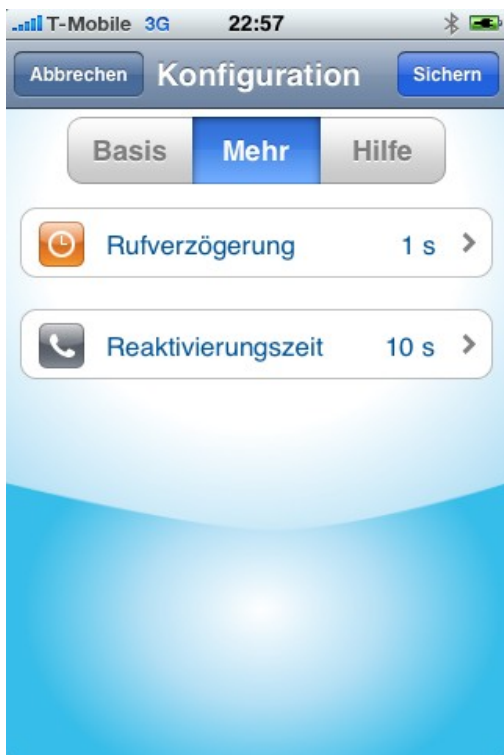 T-Mobile 3G 22:57
Abbrechen Konfiguration Sichern
Basis Mehr Hilfe
Rufverzögerung 1 s
Reaktivierungszeit 10 s